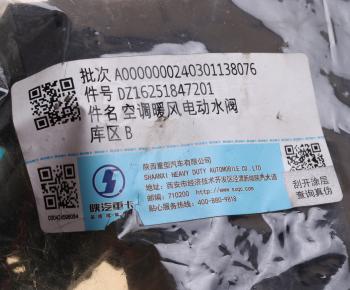 批次 A0000000240301138076
件号 DZ16251847201
件名 空调暖风电动水阀
库区 B
陕西重型汽车有限公司
SHAANXI HEAVY DUTY AUTOMOBILE CO.,LTD
地址：西安市经济技术开发区泾渭新城陕汽大道
邮编：710200 http://www.sxqc.com
贴心服务热线：400-880-9818
陕汽重卡
刮开涂层
查询真伪